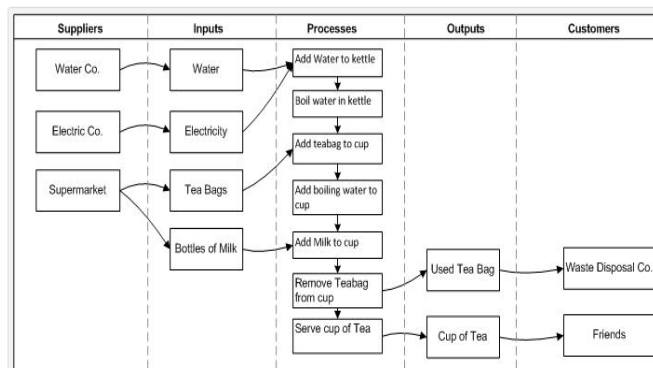 Suppliers Inputs Processes Outputs Customers
Water Co.
Water
Add Water to kettle
Boil water in kettle
Electric Co.
Electricity
Add teabag to cup
Supermarket
Tea Bags
Add boiling water to
cup
Bottles of Milk
Add Milk to cup
Remove Teabag
from cup
Used Tea Bag
Waste Disposal Co.
Serve cup of Tea
Cup of Tea
Friends